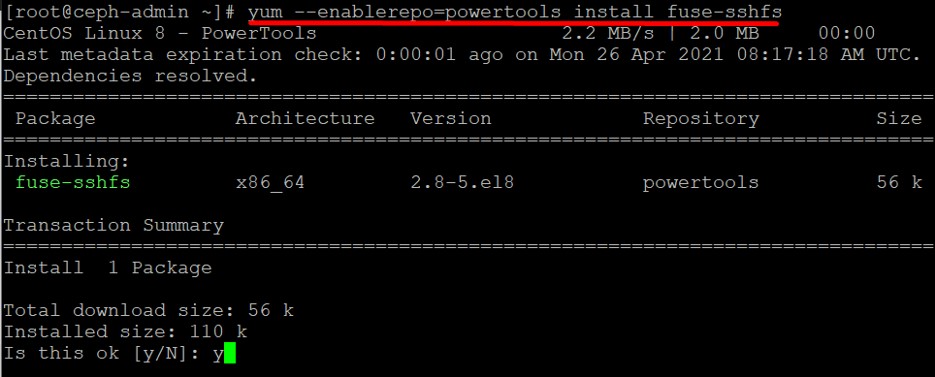 [root@ceph-admin ~]# yum --enablerepo=powertools install fuse-sshfs
CentOS Linux 8 - PowerTools                     2.2 MB/s | 2.0 MB     00:00
Last metadata expiration check: 0:00:01 ago on Mon 26 Apr 2021 08:17:18 AM UTC.
Dependencies resolved.
================================================================================
 Package            Architecture   Version             Repository          Size
================================================================================
Installing:
 fuse-sshfs         x86_64         2.8-5.el8           powertools          56 k

Transaction Summary
================================================================================
Install  1 Package

Total download size: 56 k
Installed size: 110 k
Is this ok [y/N]: y